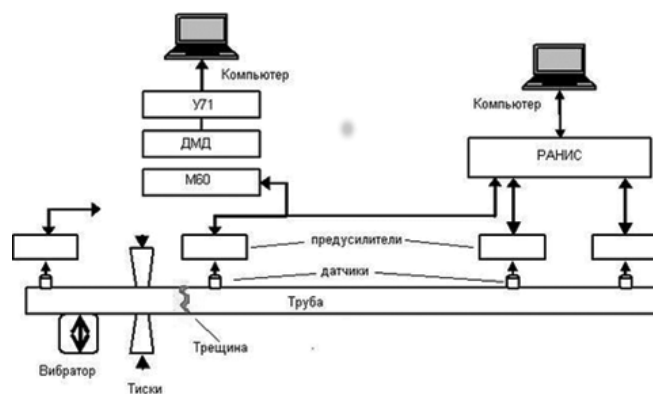 Компьютер
У71
ДМД
М60
Компьютер
РАНИС
предусилители
датчики
Труба
Трещина
Вибратор
Тиски